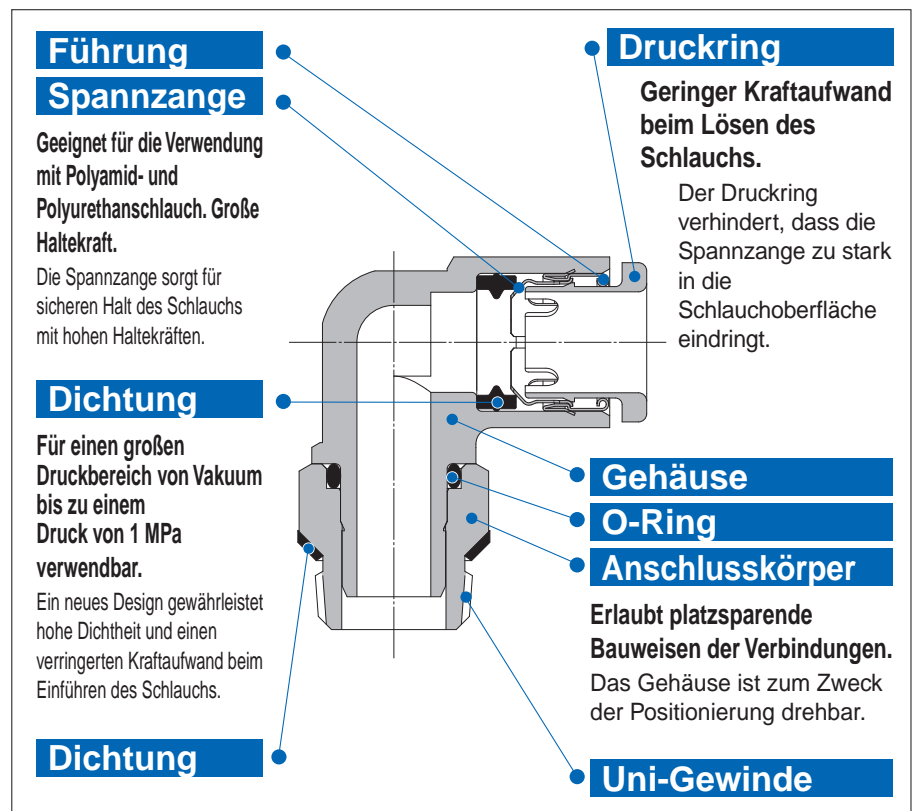 Führung
Spannzange
Geeignet für die Verwendung
mit Polyamid- und
Polyurethanschlauch. Große
Haltekraft.
Die Spannzange sorgt für
sicheren Halt des Schlauchs
mit hohen Haltekräften.
Dichtung
Für einen großen
Druckbereich von Vakuum
bis zu einem
Druck von 1 MPa
verwendbar.
Ein neues Design gewährleistet
hohe Dichtheit und einen
verringerten Kraftaufwand beim
Einführen des Schlauchs.
Dichtung
Druckring
Geringer Kraftaufwand
beim Lösen des
Schlauchs.
Der Druckring
verhindert, dass die
Spannzange zu stark
in die
Schlauchoberfläche
eindringt.
Gehäuse
O-Ring
Anschlusskörper
Erlaubt platzsparende
Bauweisen der Verbindungen.
Das Gehäuse ist zum Zweck
der Positionierung drehbar.
Uni-Gewinde